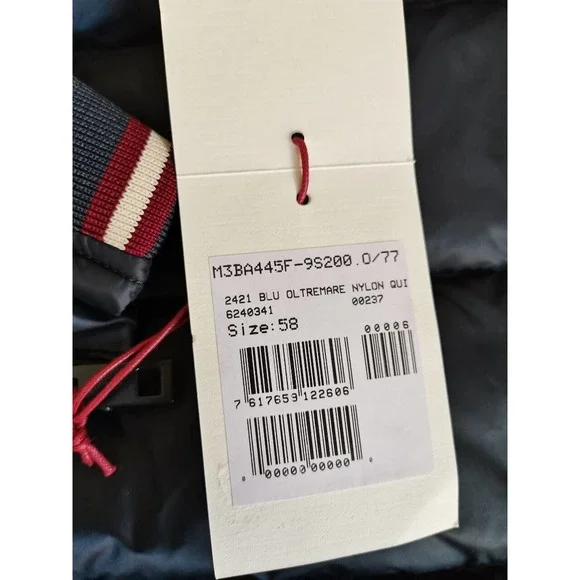 M3BA445F-9S200.O/77
2421 BLU OLTREMARE NYLON QUI
6240341 00237
Size:58 00006
7 617653 122606
0 00000 00000 0